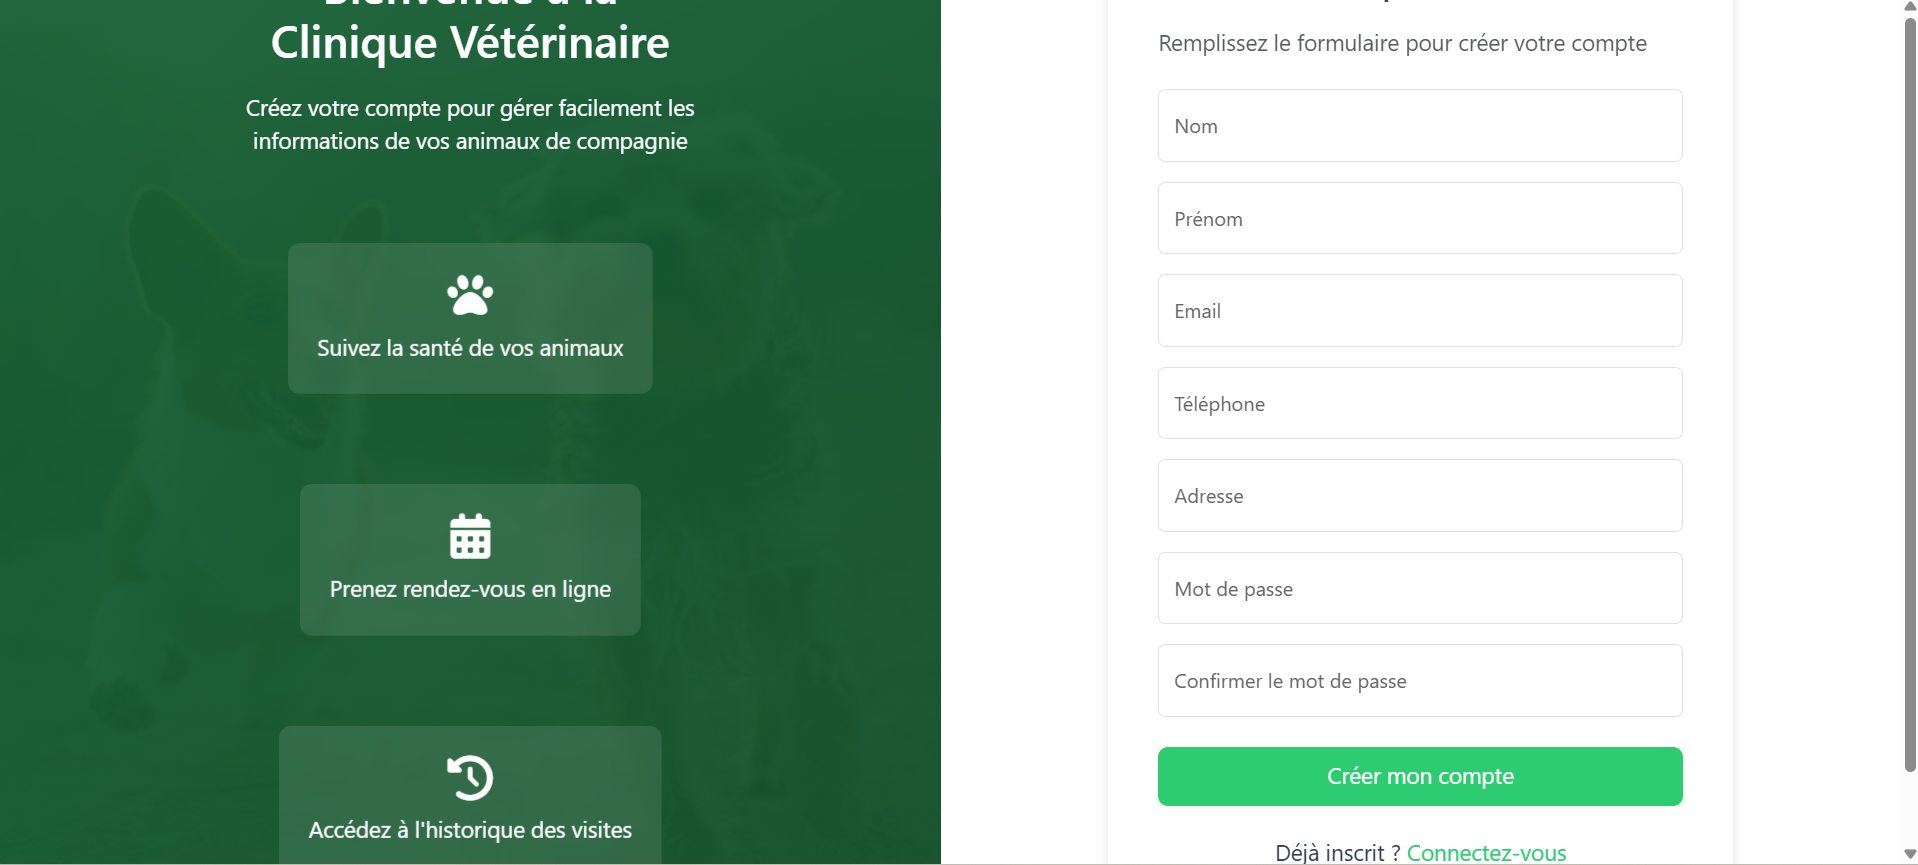 Bienvenue à la
Clinique Vétérinaire
Créez votre compte pour gérer facilement les
informations de vos animaux de compagnie
Suivez la santé de vos animaux
Prenez rendez-vous en ligne
Accédez à l'historique des visites
Remplissez le formulaire pour créer votre compte
Nom
Prénom
Email
Téléphone
Adresse
Mot de passe
Confirmer le mot de passe
Créer mon compte
Déjà inscrit ? Connectez-vous